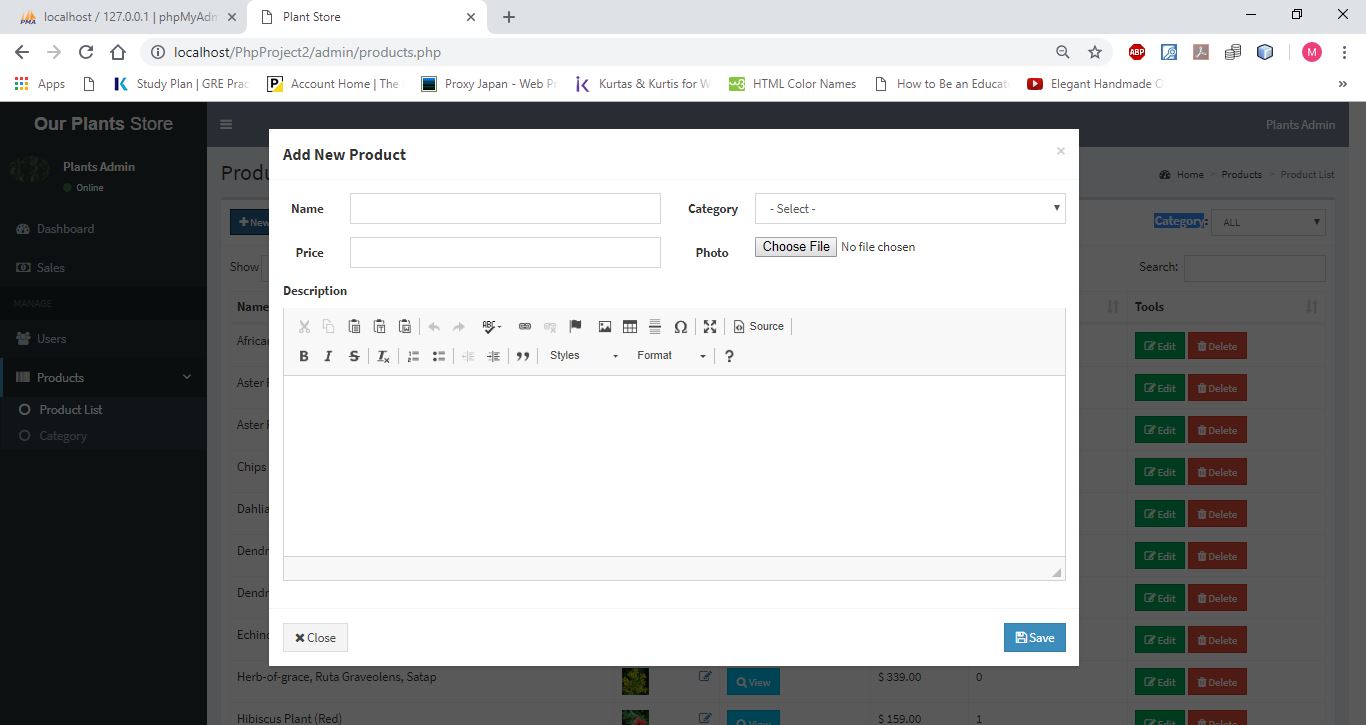 localhost / 127.0.0.1 | phpMyAdm
Plant Store
localhost/PhpProject2/admin/products.php
ABP
M
Apps
Study Plan | GRE Prac
Account Home | The
Proxy Japan - Web Pr
Kurtas & Kurtis for W
HTML Color Names
How to Be an Educate
Elegant Handmade C
Our Plants Store
Plants Admin
Plants Admin
Online
Dashboard
Sales
MANAGE
Users
Products
Product List
Category
Produ
Home > Products > Product List
New
Category: ALL
Show
Search:
Name
Tools
African
Edit Delete
Aster F
Edit Delete
Aster F
Edit Delete
Chips
Edit Delete
Dahlia
Edit Delete
Dendr
Edit Delete
Dendr
Edit Delete
Echino
Edit Delete
Herb-of-grace, Ruta Graveolens, Satap
View
$ 339.00
0
Edit Delete
Hibiscus Plant (Red)
View
$ 159.00
1
Edit Delete
Add New Product
×
Name
Category
- Select -
Price
Photo
Choose File No file chosen
Description
Source
B I S
Styles
Format
?
Close
Save